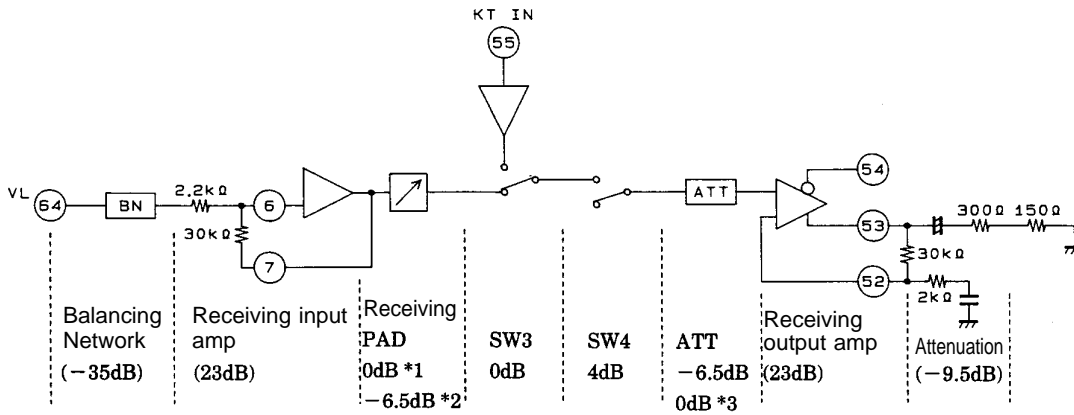 KT IN
55
VL
64
BN
2.2kΩ
6
30kΩ
7
ATT
54
53
300Ω 150Ω
30kΩ
52
2kΩ
Balancing
Network
(−35dB)
Receiving input
amp
(23dB)
Receiving
PAD
0dB *1
−6.5dB *2
SW3
0dB
SW4
4dB
ATT
−6.5dB
0dB *3
Receiving
output amp
(23dB)
Attenuation
(−9.5dB)